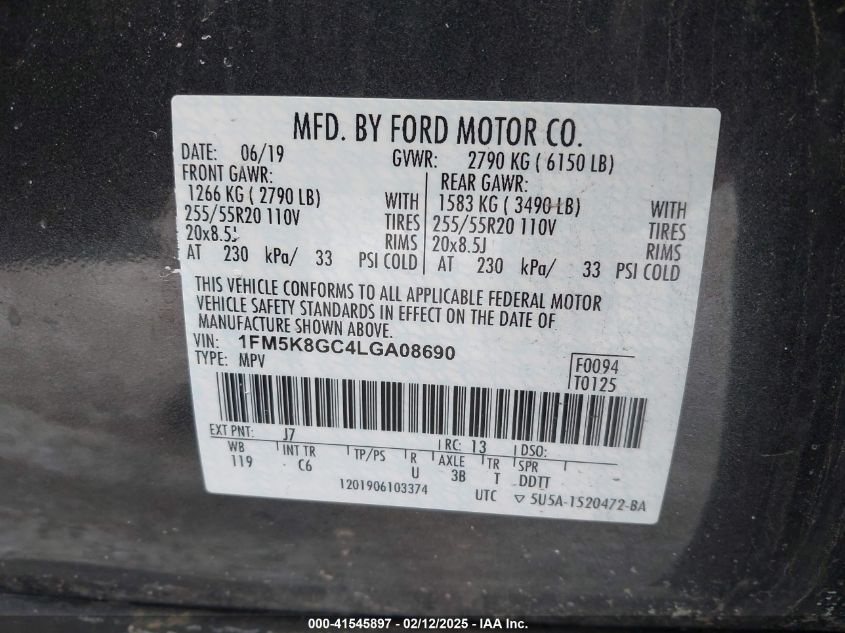 MFD. BY FORD MOTOR CO.
DATE: 06/19 GVWR: 2790 KG ( 6150 LB)
FRONT GAWR: REAR GAWR:
1266 KG ( 2790 LB) WITH 1583 KG ( 3490 LB) WITH
255/55R20 110V TIRES 255/55R20 110V TIRES
20x8.5J RIMS 20x8.5J RIMS
AT 230 kPa/ 33 PSI COLD AT 230 kPa/ 33 PSI COLD
THIS VEHICLE CONFORMS TO ALL APPLICABLE FEDERAL MOTOR
VEHICLE SAFETY STANDARDS IN EFFECT ON THE DATE OF
MANUFACTURE SHOWN ABOVE.
VIN: 1FM5K8GC4LGA08690
TYPE: MPV
F0094
T0125
EXT PNT: J7 RC: 13 DSO:
WB INT TR TP/PS R AXLE TR SPR
119 C6 U 3B T DDTT
1201906103374 UTC ▽ 5U5A-1520472-BA
000-41545897 - 02/12/2025 - IAA Inc.